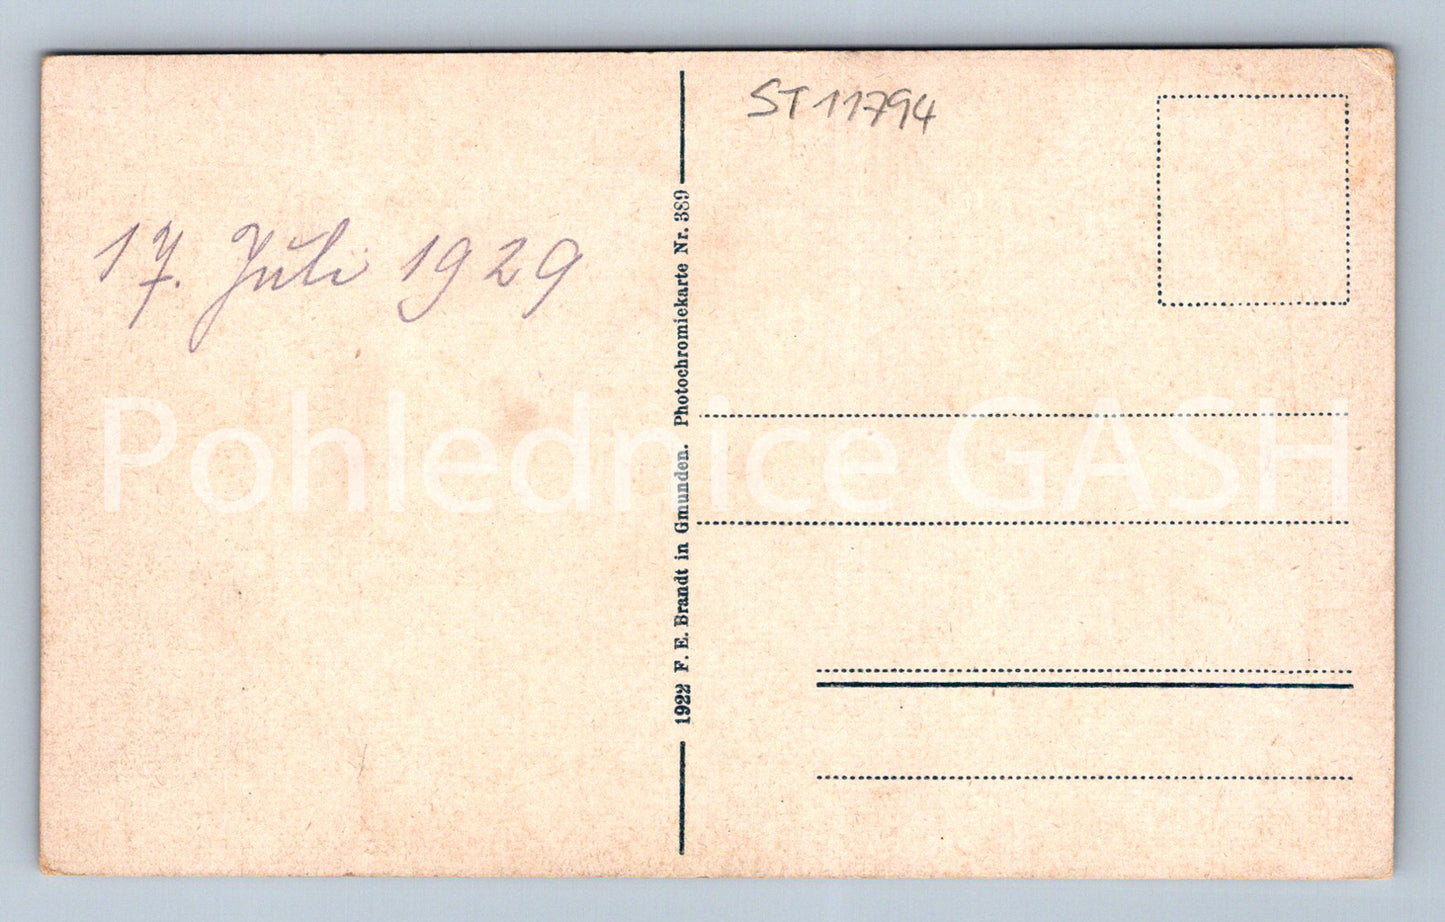 ST 11794
17. Juli 1929
1922 F. E. Brandt in Gmunden. Photochromiekarte Nr. 389
Pohlednice GASH